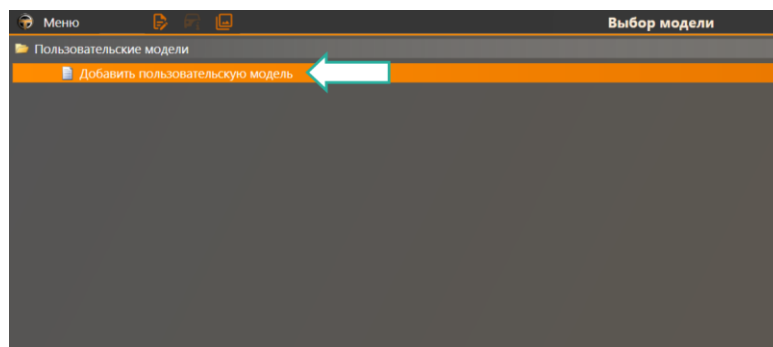 Меню Выбор модели
Пользовательские модели
Добавить пользовательскую модель